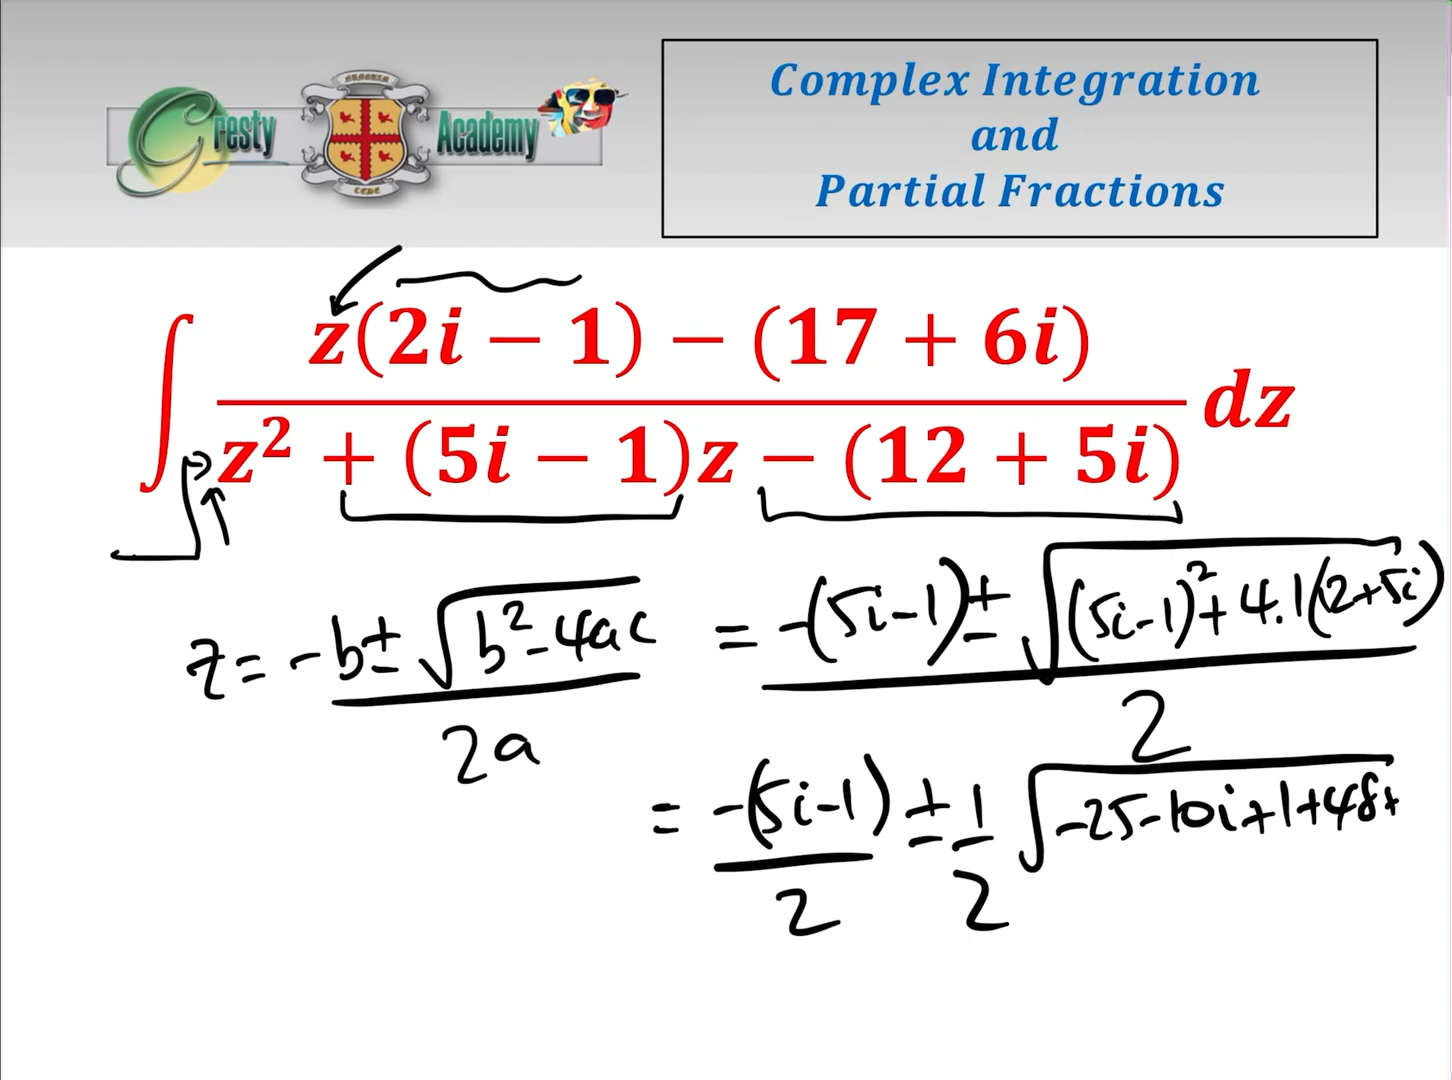 Gresty Academy
Complex Integration
and
Partial Fractions
∫ z(2i − 1) − (17 + 6i) / z² + (5i − 1)z − (12 + 5i) dz
z = -b ± √(b² - 4ac) / 2a = -(5i-1) ± √((5i-1)² + 4.1(12+5i)) / 2
= -(5i-1) / 2 ± 1/2 √-25-10i+1+48+